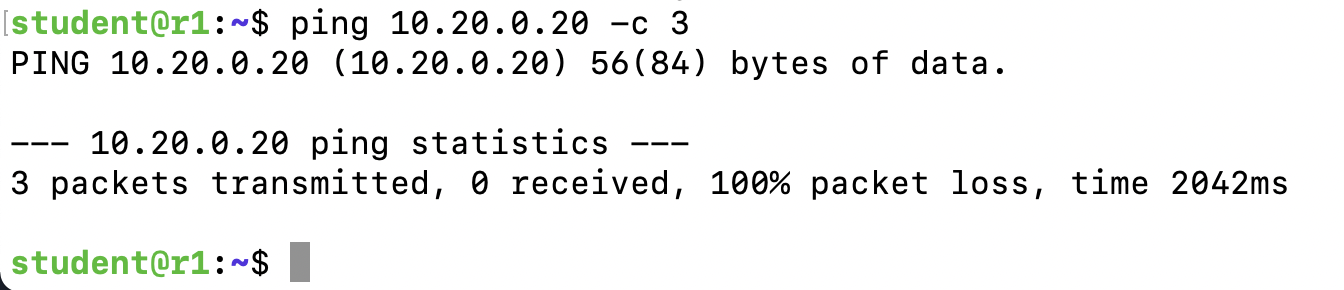 [student@r1:~$ ping 10.20.0.20 -c 3
PING 10.20.0.20 (10.20.0.20) 56(84) bytes of data.
--- 10.20.0.20 ping statistics ---
3 packets transmitted, 0 received, 100% packet loss, time 2042ms
student@r1:~$